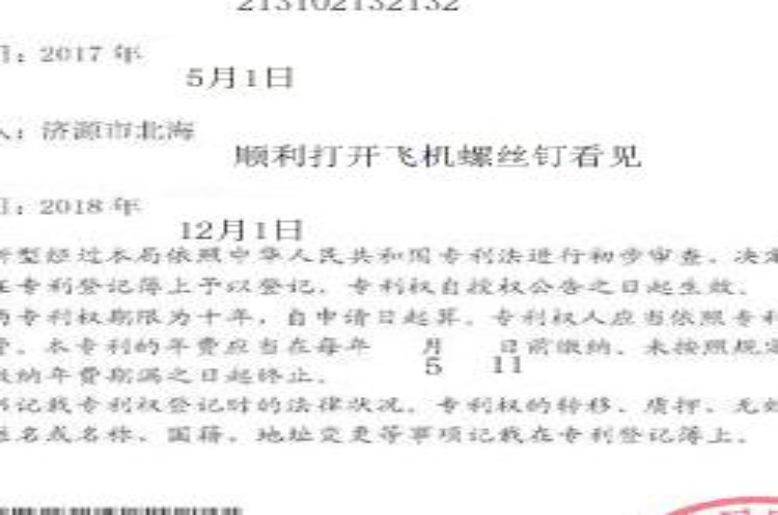 213102132132
日：2017 年
5月1日
人：济源市北海
顺利打开飞机螺丝钉看见
日：2018 年
12月1日
新型经过本局依照中华人民共和国专利法进行初步审查，决定
在专利登记簿上予以登记，专利权自授权公告之日起生效。
的专利权期限为十年，自申请日起算。专利权人应当依照专利
费。本专利的年费应当在每年 月 日前缴纳。未按照规定
5 11
缴纳年费期满之日起终止。
书记载专利权登记时的法律状况。专利权的转移、质押、无效
姓名或名称、国籍、地址变更等事项记载在专利登记簿上。